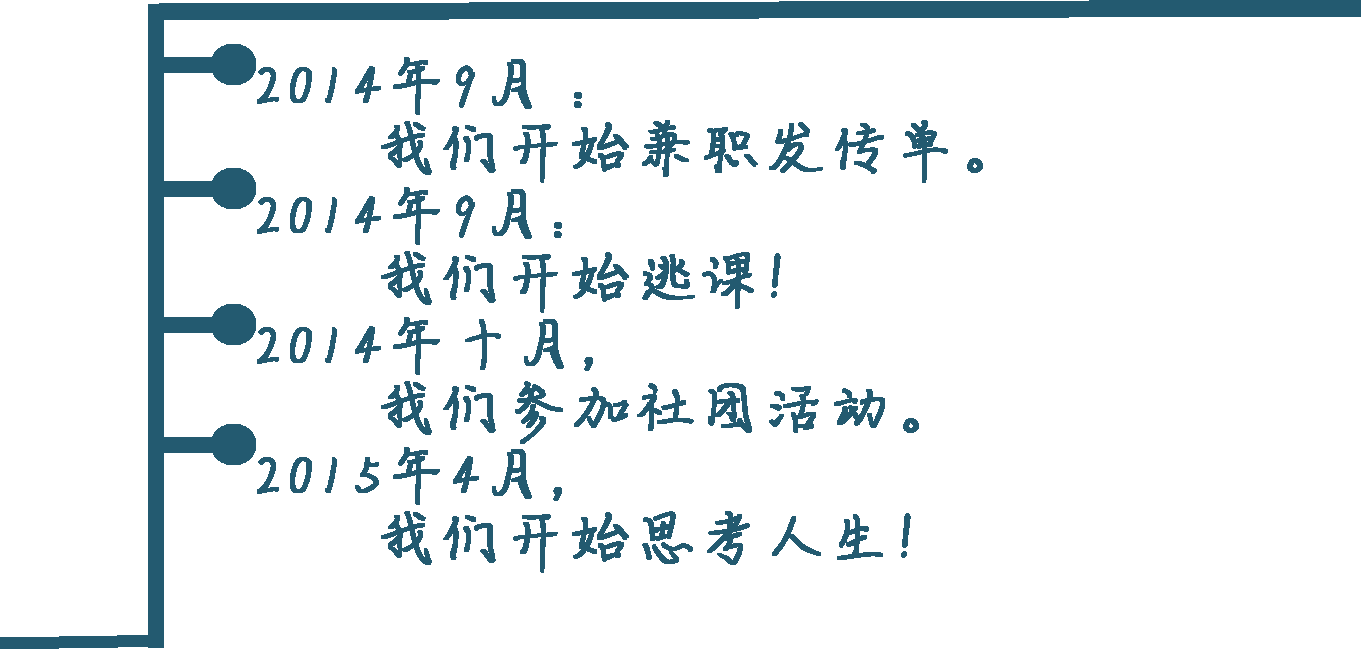 2014年9月：
我们开始兼职发传单。
2014年9月：
我们开始逃课！
2014年十月，
我们参加社团活动。
2015年4月，
我们开始思考人生！